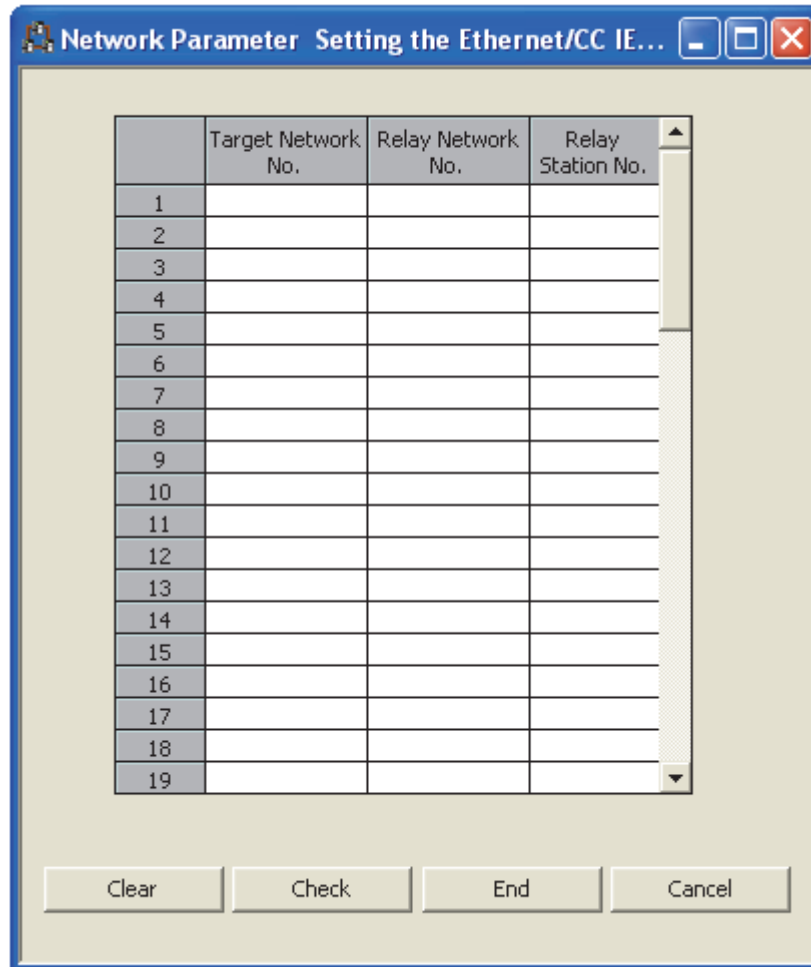 Network Parameter  Setting the Ethernet/CC IE...
Target Network No.
Relay Network No.
Relay Station No.
1
2
3
4
5
6
7
8
9
10
11
12
13
14
15
16
17
18
19
Clear
Check
End
Cancel